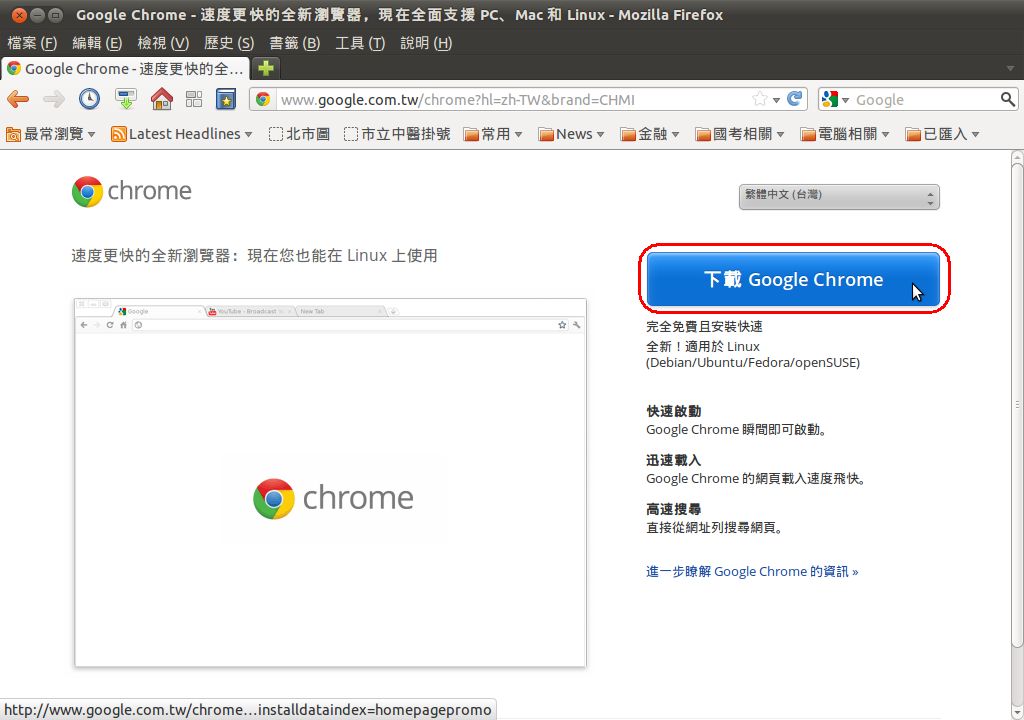 Google Chrome - 速度更快的全新瀏覽器，現在全面支援 PC、Mac 和 Linux - Mozilla Firefox
檔案 (F) 編輯 (E) 檢視 (V) 歷史 (S) 書籤 (B) 工具 (T) 說明 (H)
Google Chrome - 速度更快的全...
www.google.com.tw/chrome?hl=zh-TW&brand=CHMI Google
最常瀏覽 Latest Headlines 北市圖 市立中醫掛號 常用 News 金融 國考相關 電腦相關 已匯入
chrome
繁體中文 (台灣)
速度更快的全新瀏覽器：現在您也能在 Linux 上使用
下載 Google Chrome
Google YouTube - Broadcast New Tab
chrome
完全免費且安裝快速
全新！適用於 Linux
(Debian/Ubuntu/Fedora/openSUSE)
快速啟動
Google Chrome 瞬間即可啟動。
迅速載入
Google Chrome 的網頁載入速度飛快。
高速搜尋
直接從網址列搜尋網頁。
進一步瞭解 Google Chrome 的資訊 »
http://www.google.com.tw/chrome...installdataindex=homepagepromo